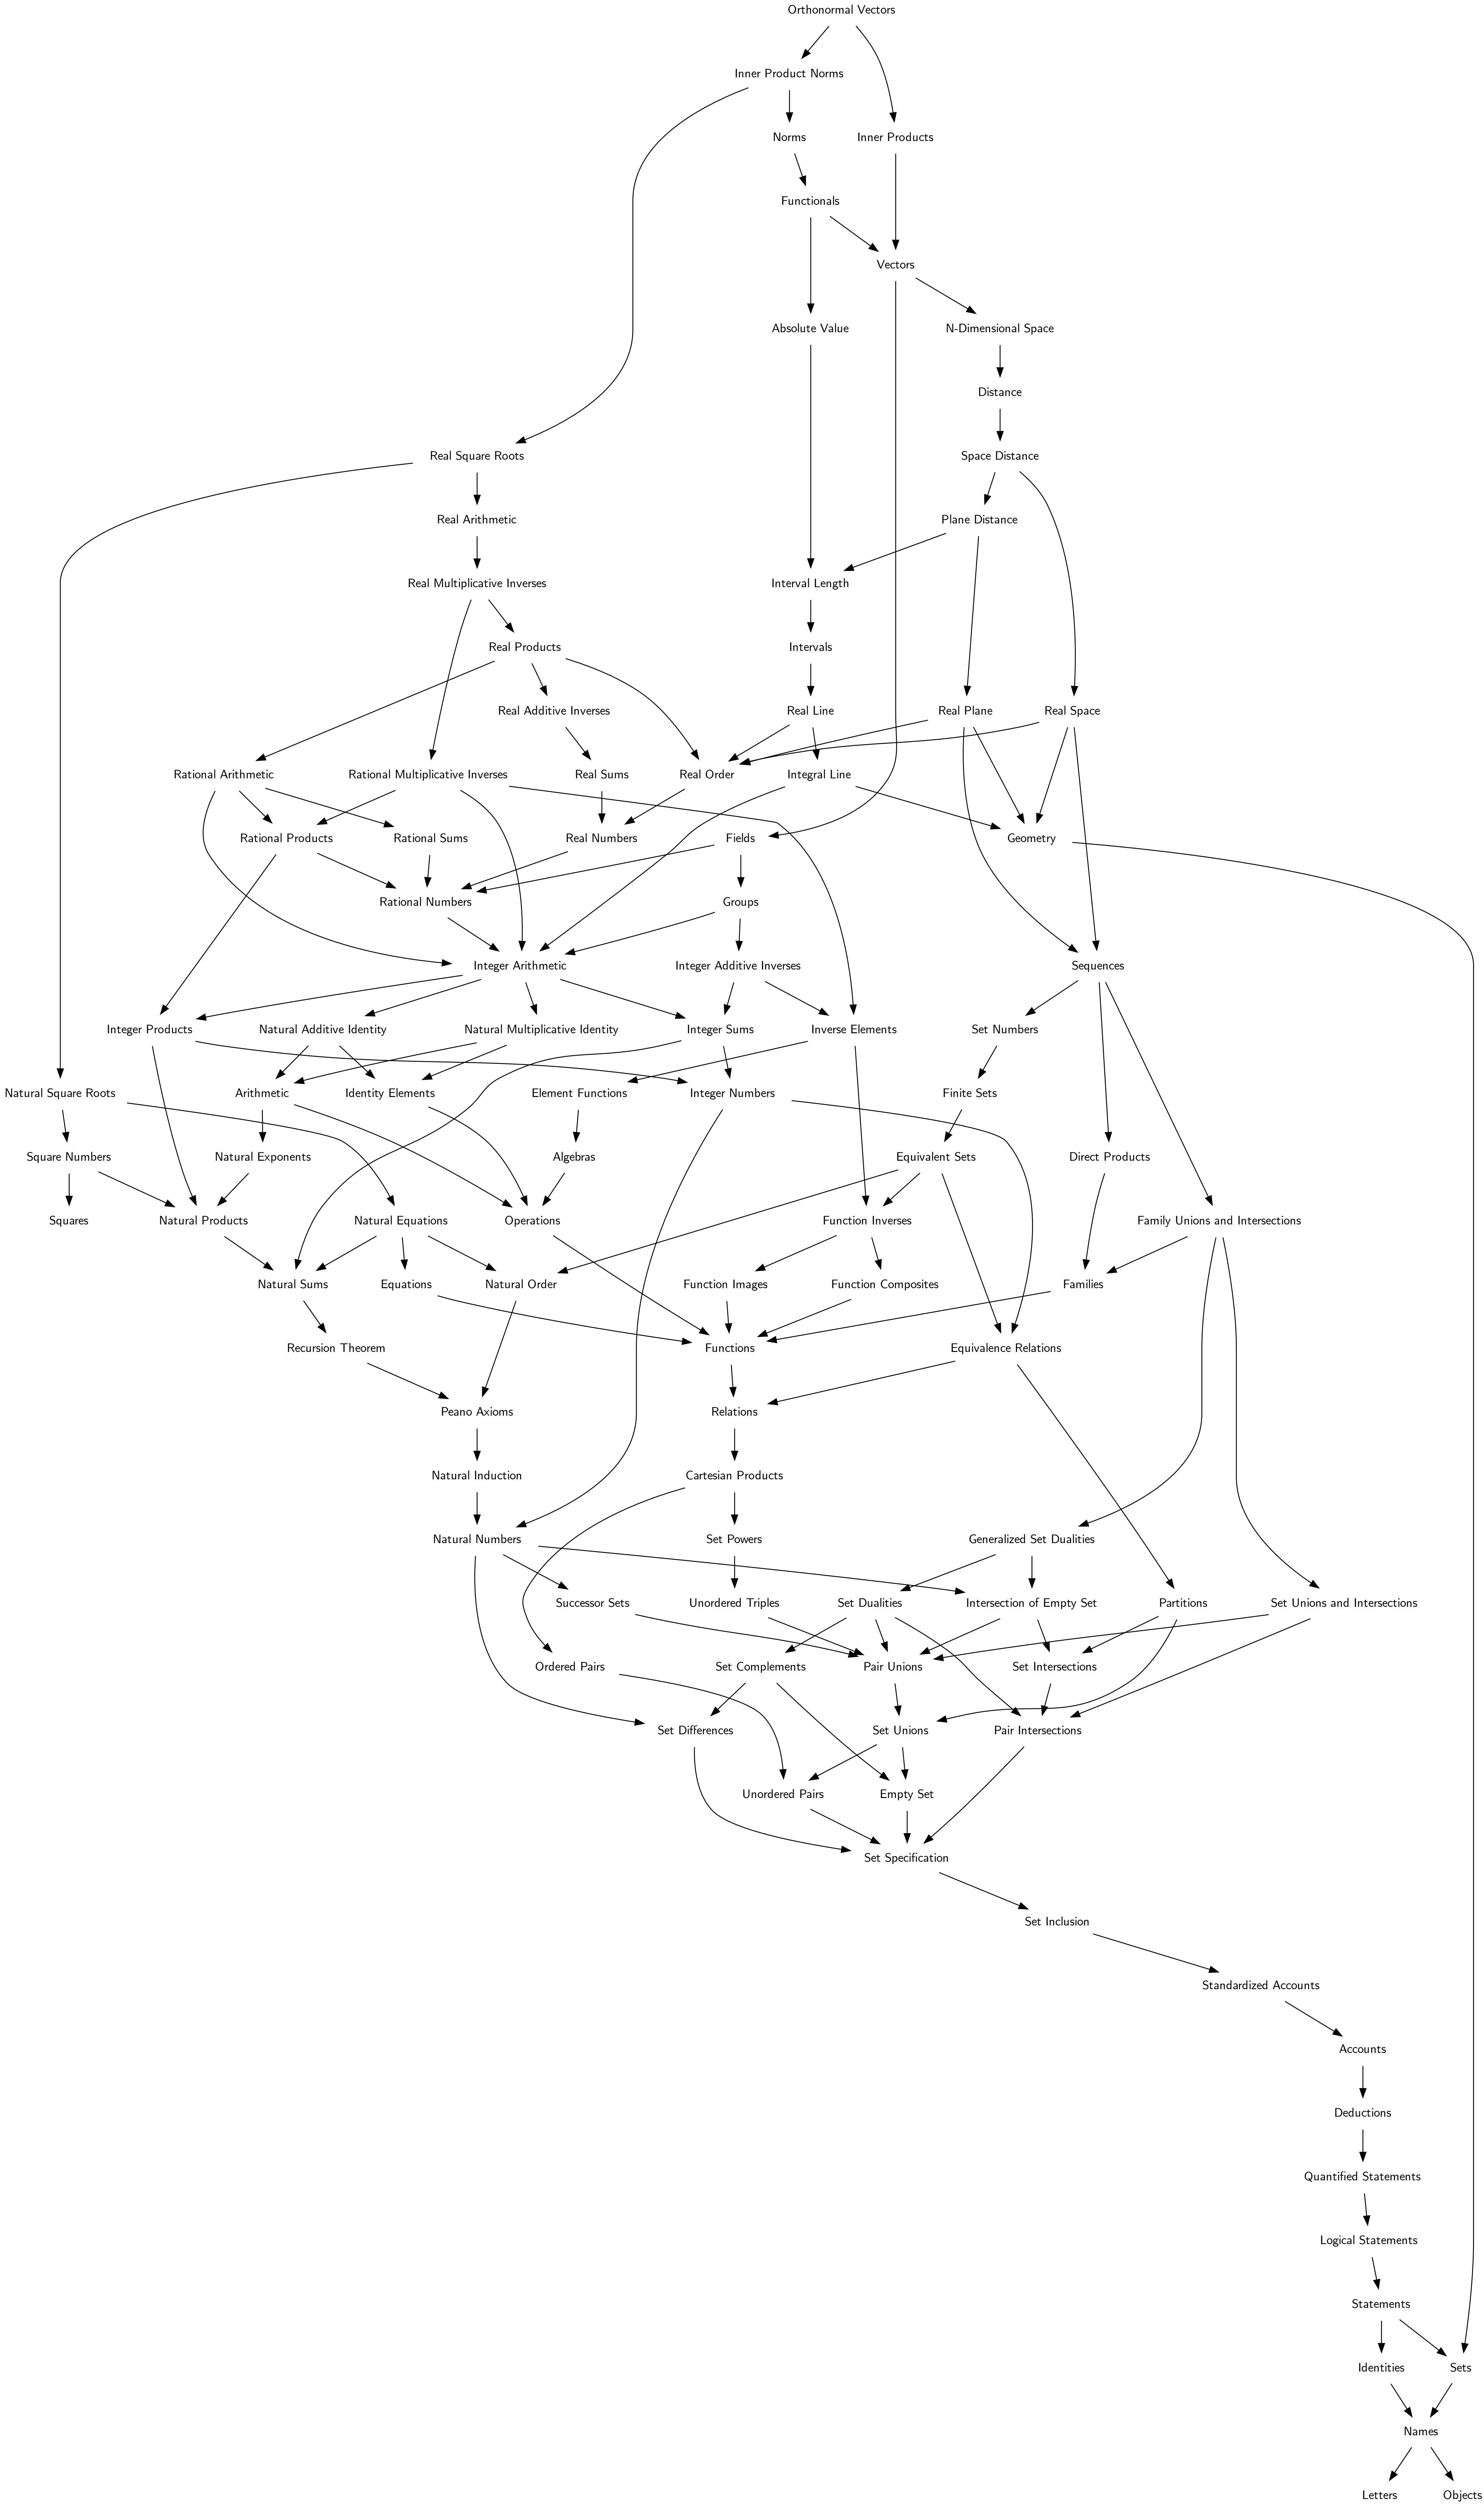 Orthonormal Vectors
Inner Product Norms
Norms
Inner Products
Functionals
Vectors
Absolute Value
N-Dimensional Space
Distance
Real Square Roots
Space Distance
Real Arithmetic
Plane Distance
Real Multiplicative Inverses
Interval Length
Real Products
Intervals
Real Additive Inverses
Real Line
Real Plane
Real Space
Rational Arithmetic
Rational Multiplicative Inverses
Real Sums
Real Order
Integral Line
Rational Products
Rational Sums
Real Numbers
Fields
Geometry
Rational Numbers
Groups
Integer Arithmetic
Integer Additive Inverses
Sequences
Integer Products
Natural Additive Identity
Natural Multiplicative Identity
Integer Sums
Inverse Elements
Set Numbers
Natural Square Roots
Arithmetic
Identity Elements
Element Functions
Integer Numbers
Finite Sets
Square Numbers
Natural Exponents
Algebras
Equivalent Sets
Direct Products
Squares
Natural Products
Natural Equations
Operations
Function Inverses
Family Unions and Intersections
Natural Sums
Equations
Natural Order
Function Images
Function Composites
Families
Recursion Theorem
Functions
Equivalence Relations
Peano Axioms
Relations
Natural Induction
Cartesian Products
Natural Numbers
Set Powers
Generalized Set Dualities
Successor Sets
Unordered Triples
Set Dualities
Intersection of Empty Set
Partitions
Set Unions and Intersections
Ordered Pairs
Set Complements
Pair Unions
Set Intersections
Set Differences
Set Unions
Pair Intersections
Unordered Pairs
Empty Set
Set Specification
Set Inclusion
Standardized Accounts
Accounts
Deductions
Quantified Statements
Logical Statements
Statements
Identities
Sets
Names
Letters
Objects